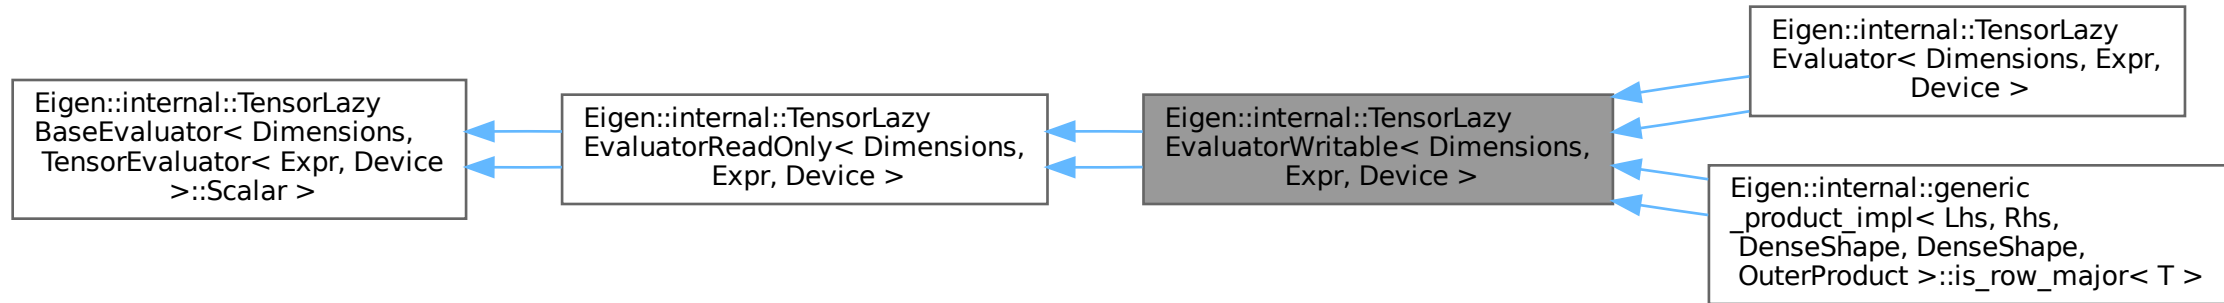 Eigen::internal::TensorLazy
BaseEvaluator< Dimensions,
TensorEvaluator< Expr, Device
>::Scalar >
Eigen::internal::TensorLazy
EvaluatorReadOnly< Dimensions,
Expr, Device >
Eigen::internal::TensorLazy
EvaluatorWritable< Dimensions,
Expr, Device >
Eigen::internal::TensorLazy
Evaluator< Dimensions, Expr,
Device >
Eigen::internal::generic
_product_impl< Lhs, Rhs,
DenseShape, DenseShape,
OuterProduct >::is_row_major< T >